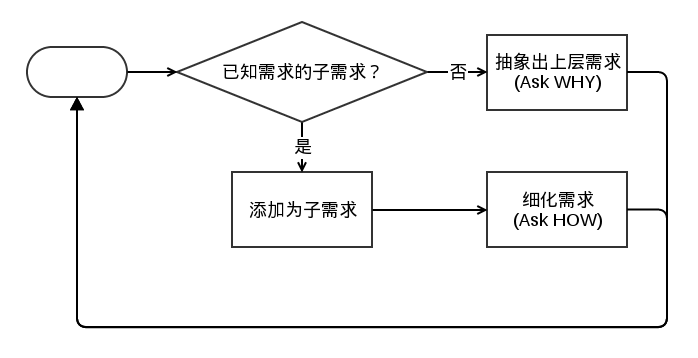 已知需求的子需求？
否
抽象出上层需求
(Ask WHY)
是
添加为子需求
细化需求
(Ask HOW)